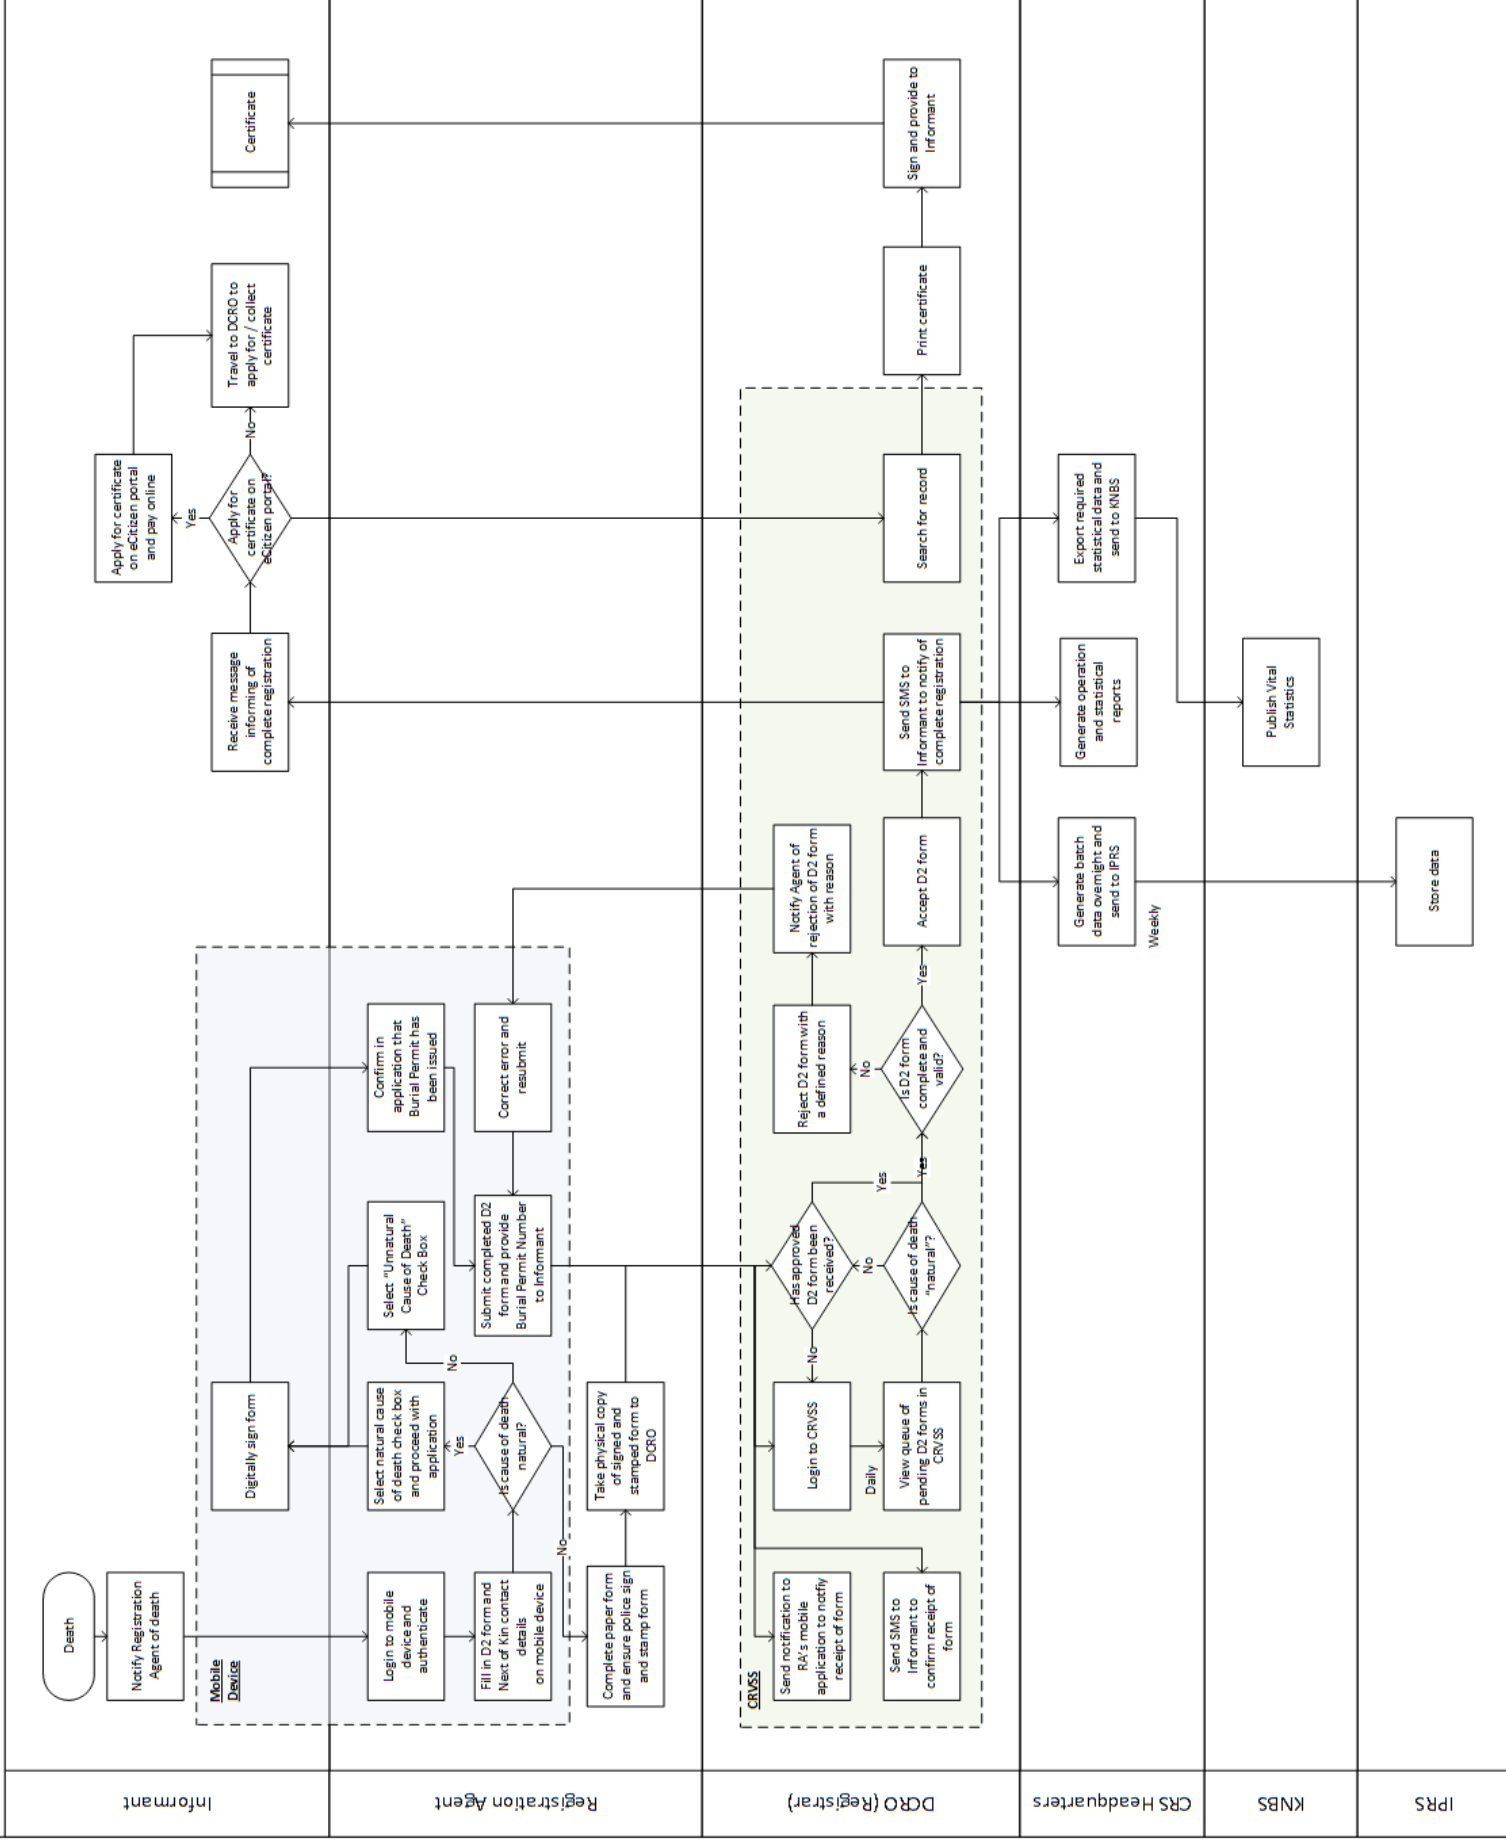 Informant
Death
Notify Registration
Agent of death
Digitally sign form
Receive message
informing of
complete registration
Apply for
certificate on
eCitizen portal?
Yes
Apply for certificate
on eCitizen portal
and pay online
No
Travel to DCRO to
apply for / collect
certificate
Certificate
Registration Agent
Mobile
Device
Login to mobile
device and
authenticate
Fill in D2 form and
Next of Kin contact
details
on mobile device
Is cause of death
natural?
Yes
Select natural cause
of death check box
and proceed with
application
No
Select "Unnatural
Cause of Death"
Check Box
Confirm in
application that
Burial Permit has
been issued
Submit completed D2
form and provide
Burial Permit Number
to Informant
Correct error and
resubmit
No
Complete paper form
and ensure police sign
and stamp form
Take physical copy
of signed and
stamped form to
DCRO
DCRO (Registrar)
CRVSS
Send notification to
RA's mobile
application to notfiy
receipt of form
Send SMS to
Informant to
confirm receipt of
form
Login to CRVSS
Daily
View queue of
pending D2 forms in
CRVSS
Is cause of death
"natural"?
No
Has approved
D2 form been
received?
No
Yes
Yes
Is D2 form
complete and
valid?
No
Reject D2 form with
a defined reason
Notify Agent of
rejection of D2 form
with reason
Yes
Accept D2 form
Send SMS to
Informant to notify of
complete registration
Search for record
Print certificate
Sign and provide to
Informant
CRS Headquarters
Generate batch
data overnight and
send to IPRS
Weekly
Generate operation
and statistical
reports
Export required
statistical data and
send to KNBS
KNBS
Publish Vital
Statistics
IPRS
Store data